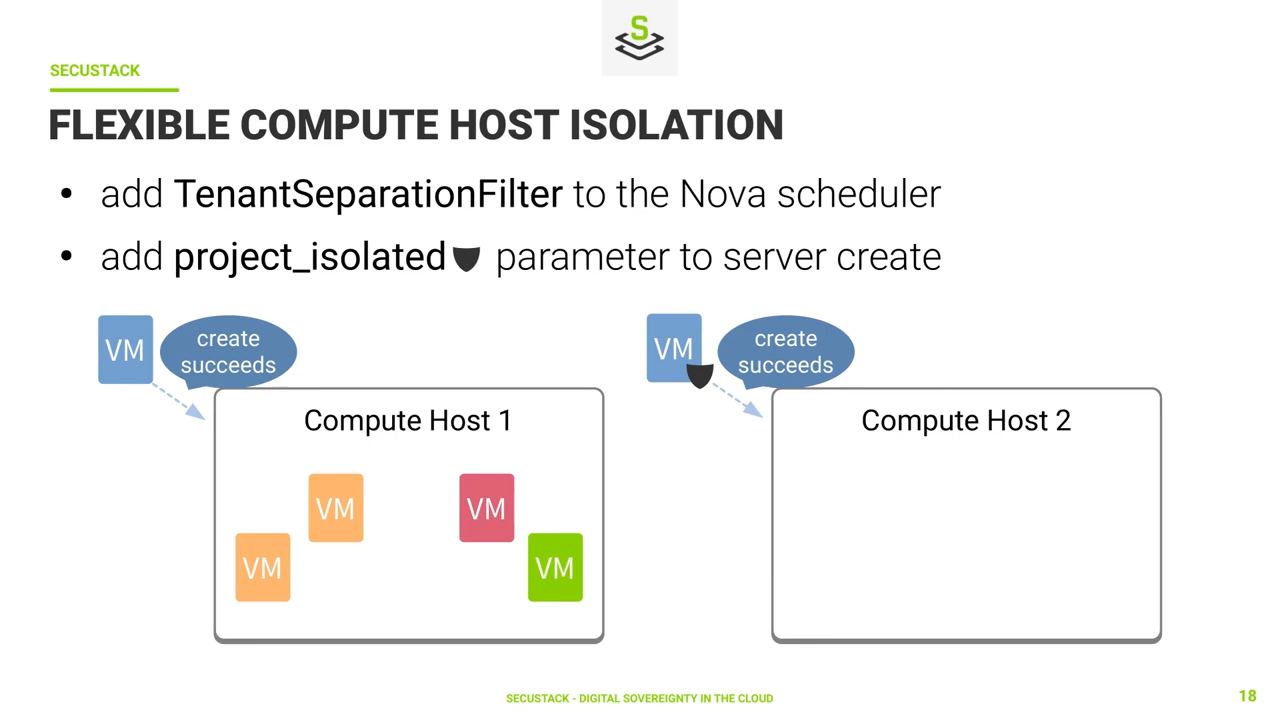 S
SECUSTACK
FLEXIBLE COMPUTE HOST ISOLATION
• add TenantSeparationFilter to the Nova scheduler
• add project_isolated parameter to server create
VM
create
succeeds
Compute Host 1
VM
VM
VM
VM
VM
create
succeeds
Compute Host 2
SECUSTACK - DIGITAL SOVEREIGNTY IN THE CLOUD
18